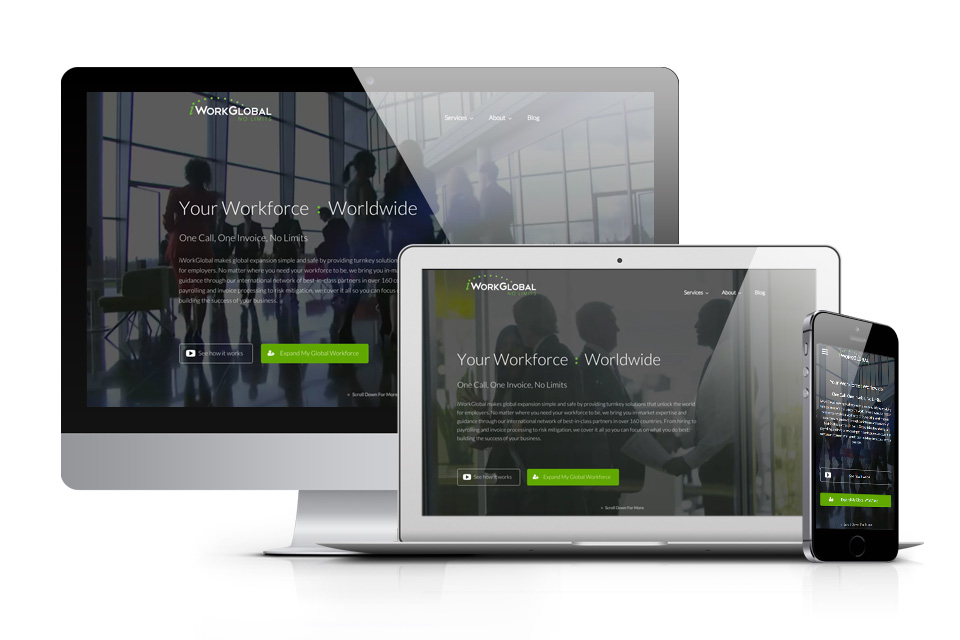 iWorkGlobal
NO LIMITS
Services About Blog
Your Workforce : Worldwide
One Call, One Invoice, No Limits
iWorkGlobal makes global expansion simple and safe by providing turnkey solutions
for employers. No matter where you need your workforce to be, we bring you in-ma
guidance through our international network of best-in-class partners in over 160 c
payrolling and invoice processing to risk mitigation, we cover it all so you can focus
building the success of your business.
See how it works
Expand My Global Workforce
Scroll Down For More
iWorkGlobal
NO LIMITS
Services About Blog
Your Workforce : Worldwide
One Call, One Invoice, No Limits
iWorkGlobal makes global expansion simple and safe by providing turnkey solutions that unlock the world
for employers. No matter where you need your workforce to be, we bring you in-market expertise and
guidance through our international network of best-in-class partners in over 160 countries. From hiring, to
payrolling and invoice processing to risk mitigation, we cover it all so you can focus on what you do best:
building the success of your business.
See how it works
Expand My Global Workforce
Scroll Down For More
iWorkGlobal
Your Workforce Worldwide
One Call, One Invoice, No Limits